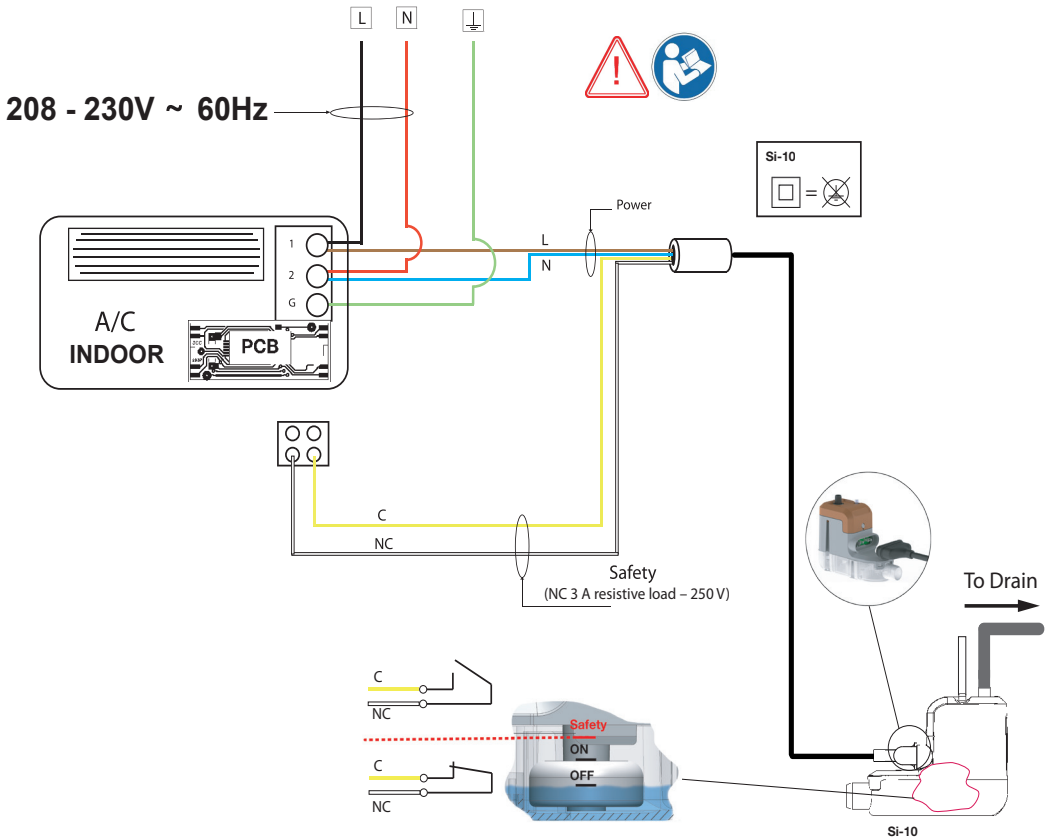 L N
208 - 230V ~ 60Hz
Si-10
=
Power
1
L
N
2
G
A/C
INDOOR
PCB
C
NC
Safety
(NC 3 A resistive load – 250 V)
To Drain
C
NC
Safety
ON
OFF
C
NC
Si-10